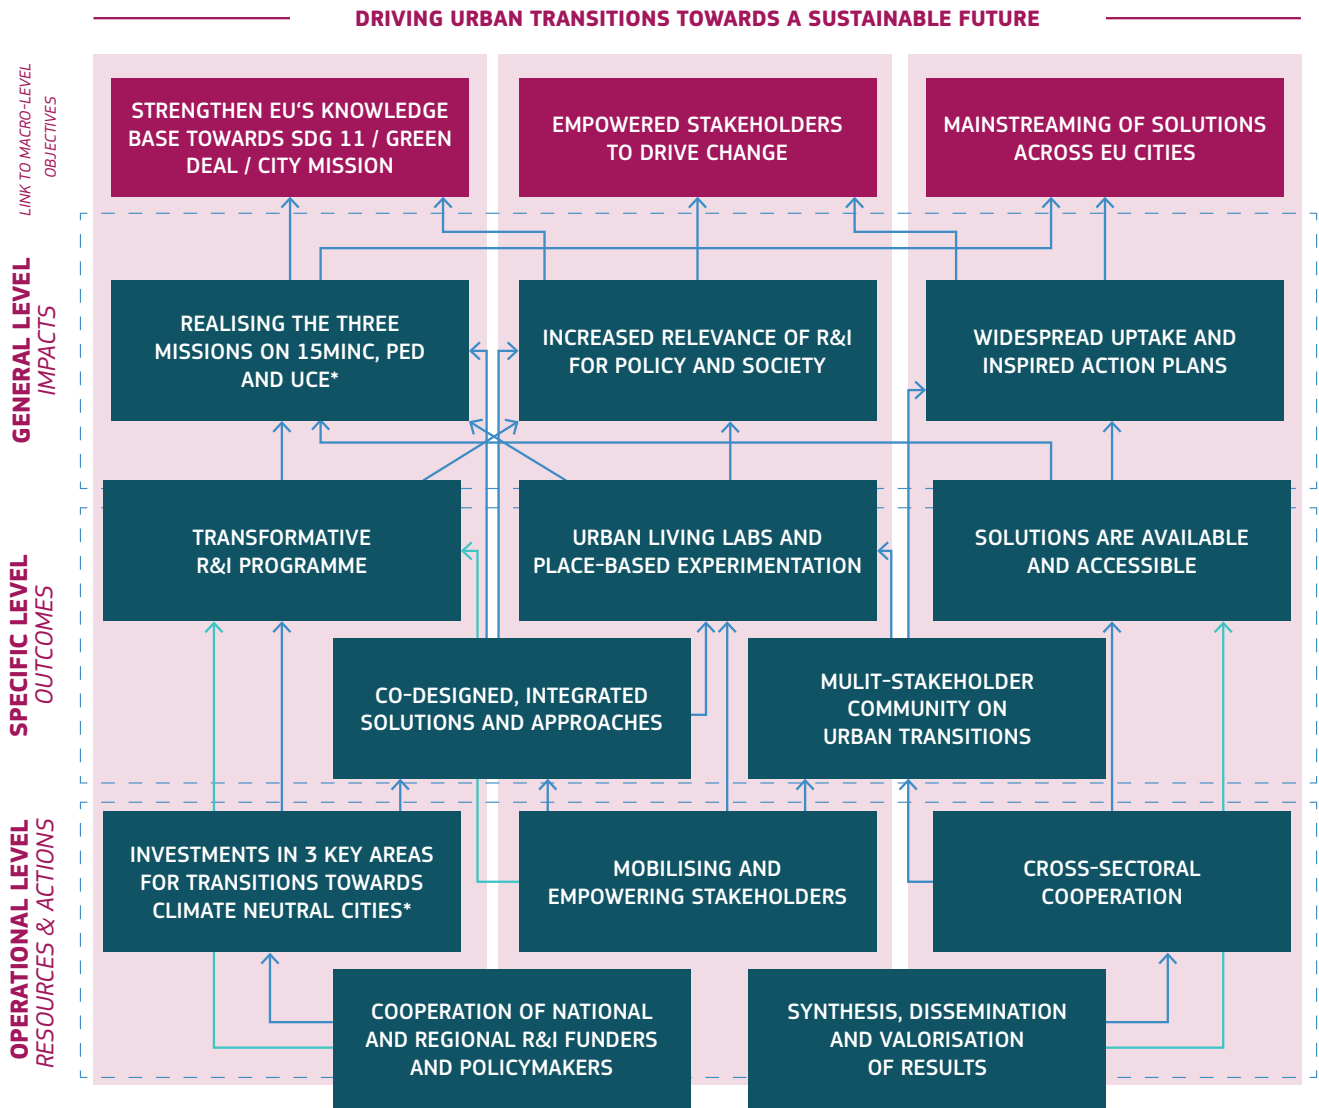 DRIVING URBAN TRANSITIONS TOWARDS A SUSTAINABLE FUTURE
LINK TO MACRO-LEVEL
OBJECTIVES
STRENGTHEN EU‘S KNOWLEDGE
BASE TOWARDS SDG 11 / GREEN
DEAL / CITY MISSION
EMPOWERED STAKEHOLDERS
TO DRIVE CHANGE
MAINSTREAMING OF SOLUTIONS
ACROSS EU CITIES
GENERAL LEVEL
IMPACTS
REALISING THE THREE
MISSIONS ON 15MINC, PED
AND UCE*
INCREASED RELEVANCE OF R&I
FOR POLICY AND SOCIETY
WIDESPREAD UPTAKE AND
INSPIRED ACTION PLANS
SPECIFIC LEVEL
OUTCOMES
TRANSFORMATIVE
R&I PROGRAMME
URBAN LIVING LABS AND
PLACE-BASED EXPERIMENTATION
SOLUTIONS ARE AVAILABLE
AND ACCESSIBLE
CO-DESIGNED, INTEGRATED
SOLUTIONS AND APPROACHES
MULIT-STAKEHOLDER
COMMUNITY ON
URBAN TRANSITIONS
OPERATIONAL LEVEL
RESOURCES & ACTIONS
INVESTMENTS IN 3 KEY AREAS
FOR TRANSITIONS TOWARDS
CLIMATE NEUTRAL CITIES*
MOBILISING AND
EMPOWERING STAKEHOLDERS
CROSS-SECTORAL
COOPERATION
COOPERATION OF NATIONAL
AND REGIONAL R&I FUNDERS
AND POLICYMAKERS
SYNTHESIS, DISSEMINATION
AND VALORISATION
OF RESULTS